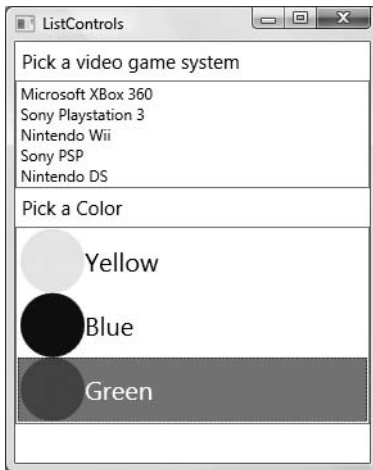 ListControls
Pick a video game system
Microsoft XBox 360
Sony Playstation 3
Nintendo Wii
Sony PSP
Nintendo DS
Pick a Color
Yellow
Blue
Green